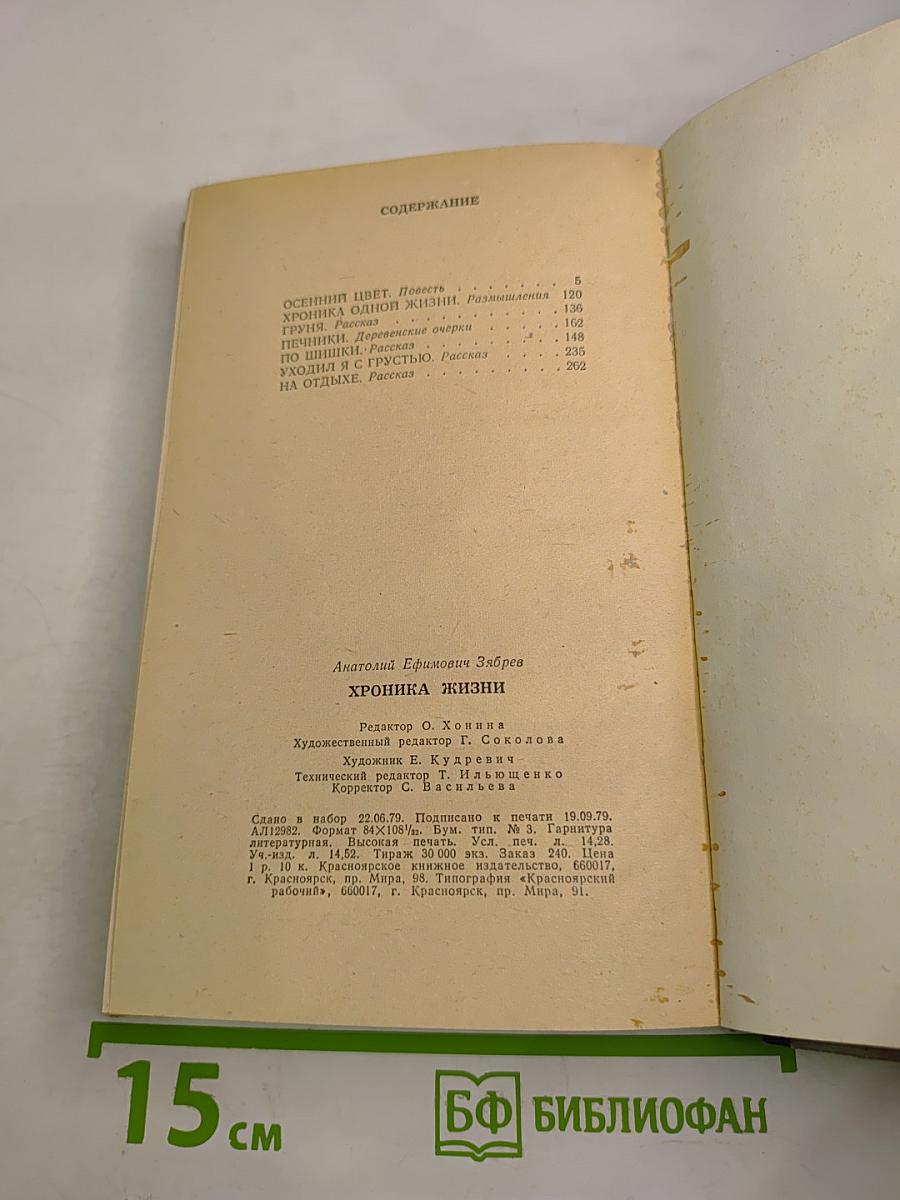 СОДЕРЖАНИЕ
ОСЕННИЙ ЦВЕТ. Повесть . . . . . . . 5
ХРОНИКА ОДНОЙ ЖИЗНИ. Размышления 120
ГРУНЯ. Рассказ . . . . . . . . . . 136
ПЕЧНИКИ. Деревенские очерки . . . . . 162
ПО ШИШКИ. Рассказ . . . . . . . . 148
УХОДИЛ Я С ГРУСТЬЮ. Рассказ . . . . 235
НА ОТДЫХЕ. Рассказ . . . . . . . . . 262
Анатолий Ефимович Зябрев
ХРОНИКА ЖИЗНИ
Редактор О. Хонина
Художественный редактор Г. Соколова
Художник Е. Кудревич
Технический редактор Т. Ильющенко
Корректор С. Васильева
Сдано в набор 22.06.79. Подписано к печати 19.09.79.
АЛ12982. Формат 84×108¹/₃₂. Бум. тип. № 3. Гарнитура
литературная. Высокая печать. Усл. печ. л. 14,28.
Уч.-изд. л. 14,52. Тираж 30 000 экз. Заказ 240. Цена
1 р. 10 к. Красноярское книжное издательство, 660017,
г. Красноярск, пр. Мира, 98. Типография «Красноярский
рабочий», 660017, г. Красноярск, пр. Мира, 91.
15 см
БФ БИБЛИОФАН